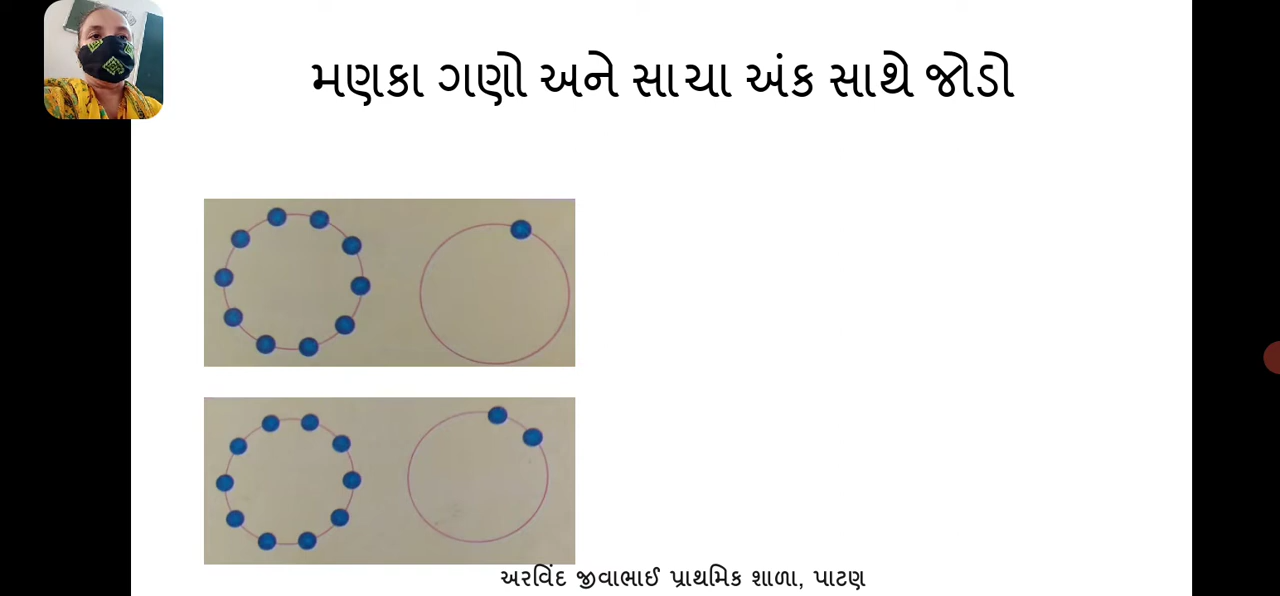 મણકા ગણો અને સાચા અંક સાથે જોડો
અરવિંદ જીવાભાઈ પ્રાથમિક શાળા, પાટણ